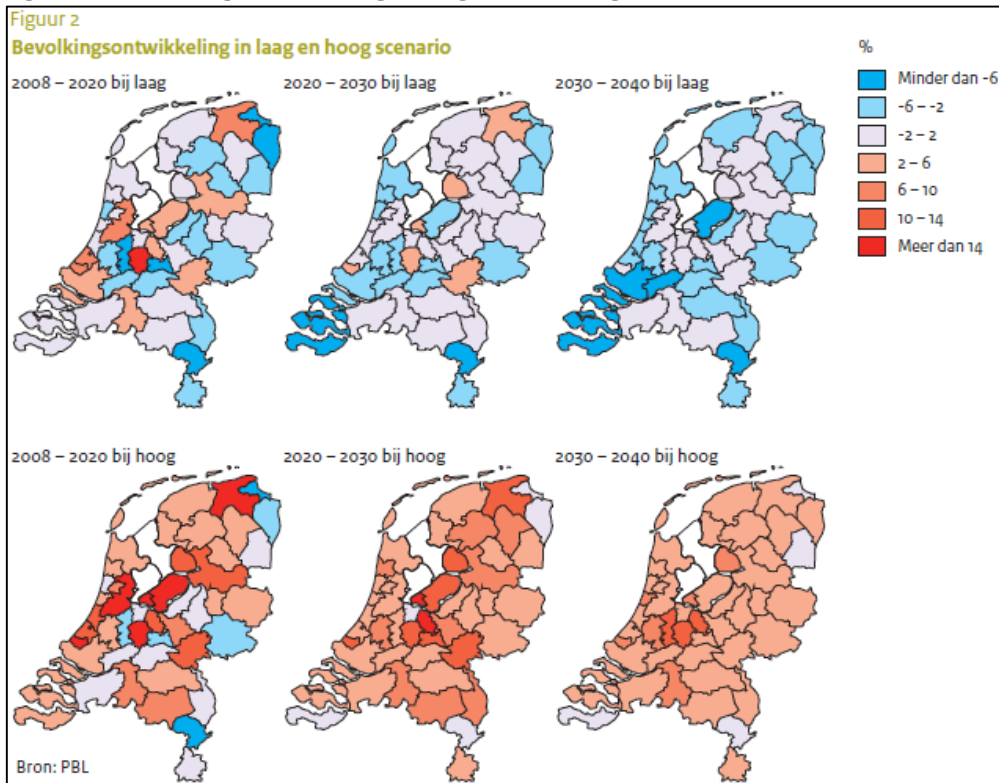 Figuur 2
Bevolkingsontwikkeling in laag en hoog scenario
%
2008 – 2020 bij laag
2020 – 2030 bij laag
2030 – 2040 bij laag
Minder dan -6
-6 – -2
-2 – 2
2 – 6
6 – 10
10 – 14
Meer dan 14
2008 – 2020 bij hoog
2020 – 2030 bij hoog
2030 – 2040 bij hoog
Bron: PBL